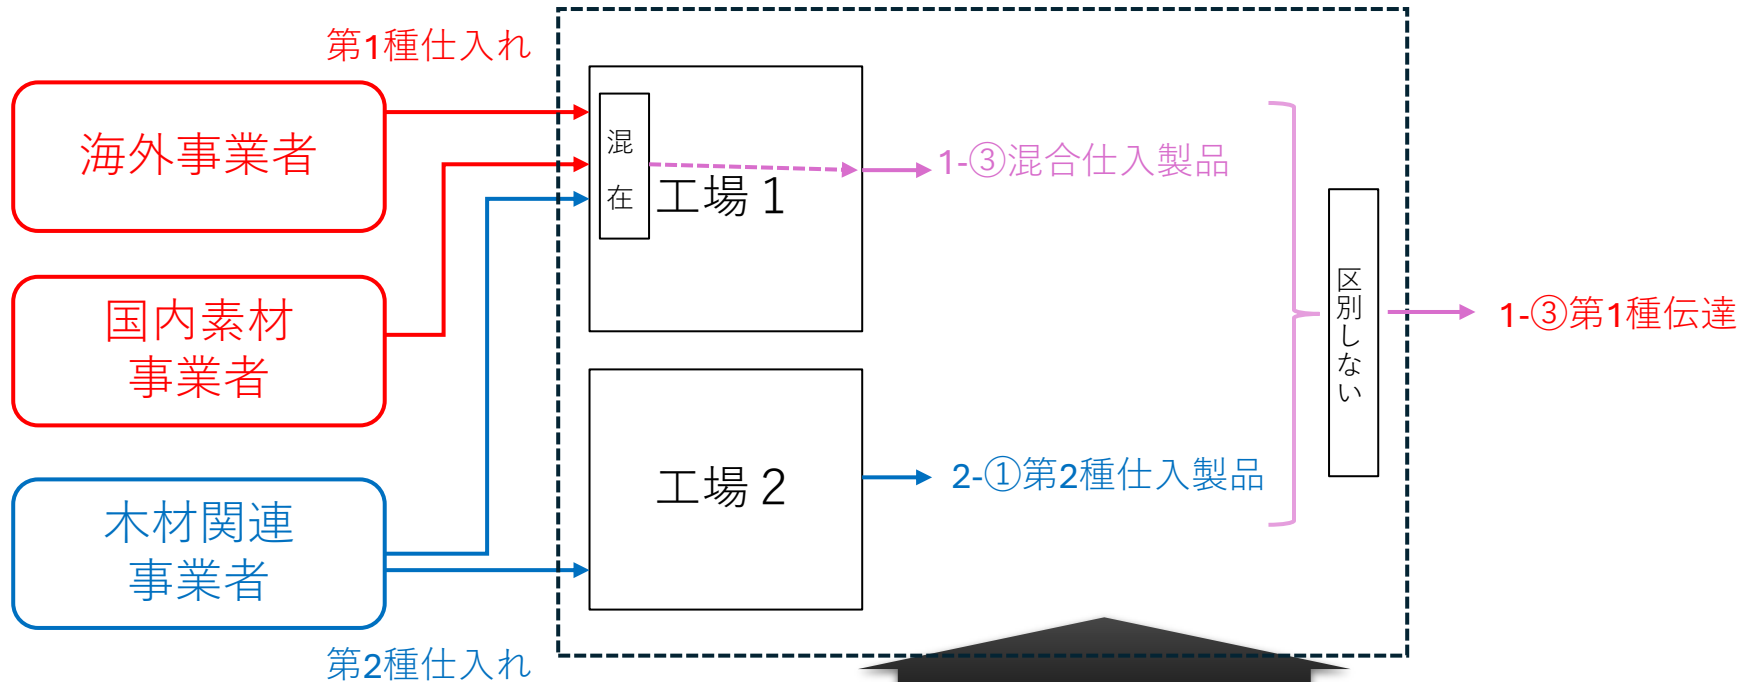 第1種仕入れ
海外事業者
国内素材
事業者
木材関連
事業者
第2種仕入れ
混
在
工場1
工場2
1-③混合仕入製品
2-①第2種仕入製品
区別しない
1-③第1種伝達